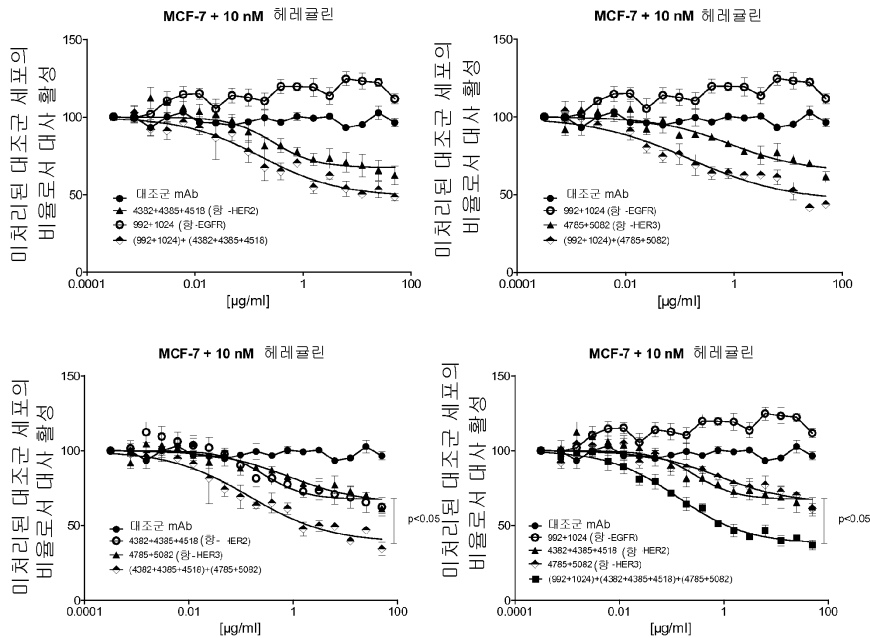 MCF-7 + 10 nM 헤레귤린
미처리된 대조군 세포의
비율로서 대사 활성
150
100
50
0
대조군 mAb
4382+4385+4518 (항 -HER2)
992+1024 (항 -EGFR)
(992+1024)+ (4382+4385+4518)
0.0001
0.01
1
100
[µg/ml]
MCF-7 + 10 nM 헤레귤린
미처리된 대조군 세포의
비율로서 대사 활성
150
100
50
0
대조군 mAb
992+1024 (항 -EGFR)
4785+5082 (항 -HER3)
(992+1024)+(4785+5082)
0.0001
0.01
1
100
[µg/ml]
MCF-7 + 10 nM 헤레귤린
미처리된 대조군 세포의
비율로서 대사 활성
150
100
50
0
대조군 mAb
4382+4385+4518 (항- HER2)
4785+5082 (항 -HER3)
(4382+4385+4518)+(4785+5082)
p<0.05
0.0001
0.01
1
100
[µg/ml]
MCF-7 + 10 nM 헤레귤린
미처리된 대조군 세포의
비율로서 대사 활성
150
100
50
0
대조군 mAb
992+1024 (항 -EGFR)
4382+4385+4518 (항 -HER2)
4785+5082 (항 -HER3)
(992+1024)+(4382+4385+4518)+(4785+5082)
p<0.05
0.0001
0.01
1
100
[µg/ml]